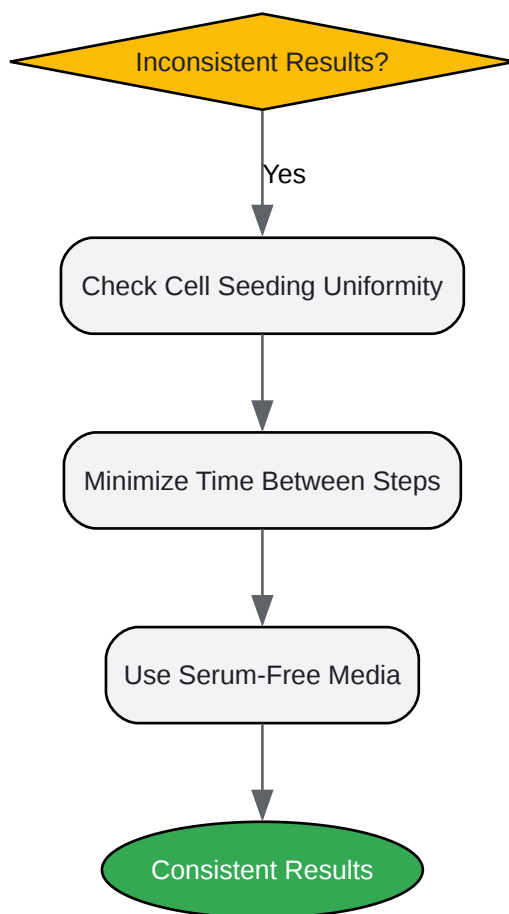 Inconsistent Results?
Yes
Check Cell Seeding Uniformity
Minimize Time Between Steps
Use Serum-Free Media
Consistent Results